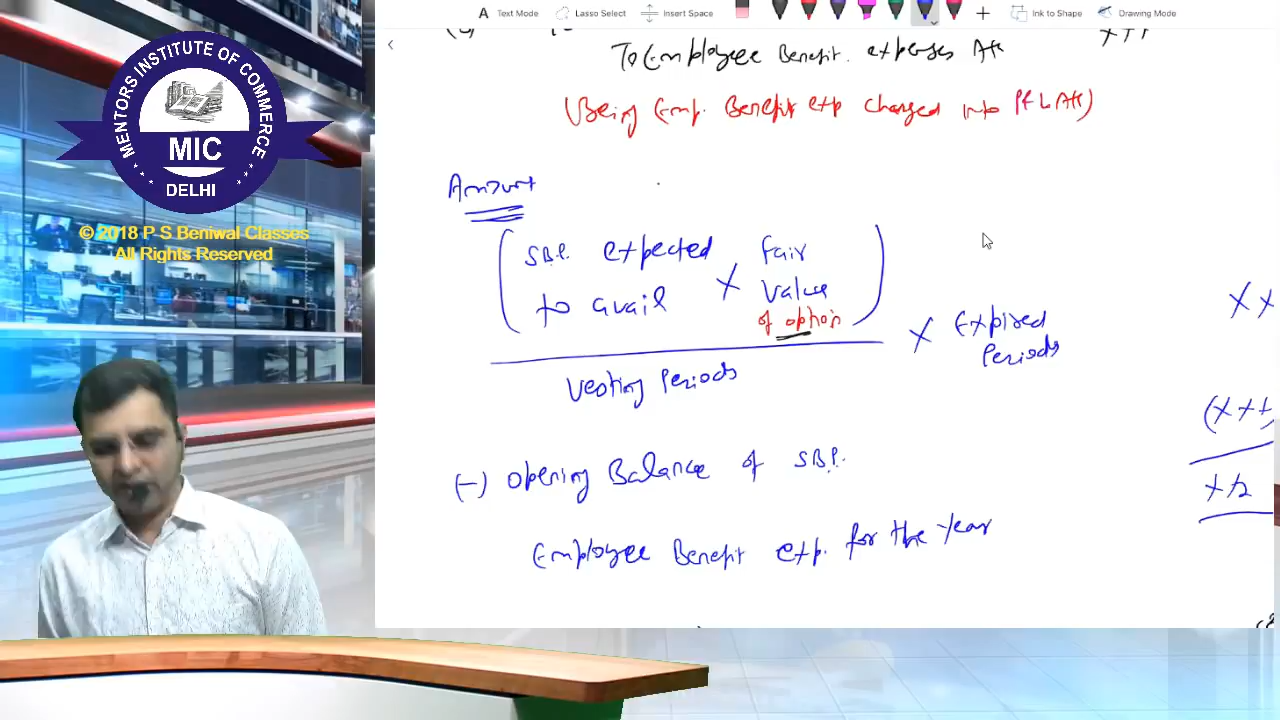 Text Mode
Lasso Select
Insert Space
Ink to Shape
Drawing Mode
MENTORS INSTITUTE OF COMMERCE
MIC
DELHI
© 2018 P S Beniwal Classes
All Rights Reserved
To Employee Benefit. expenses A/c
(Being Emp. Benefit exp charged into P&L A/c)
Amount
( S.B.P. expected to avail X fair value of option )
Vesting Periods
X Expired Periods
(-) Opening Balance of S.B.P.
Employee Benefit exp. for the year